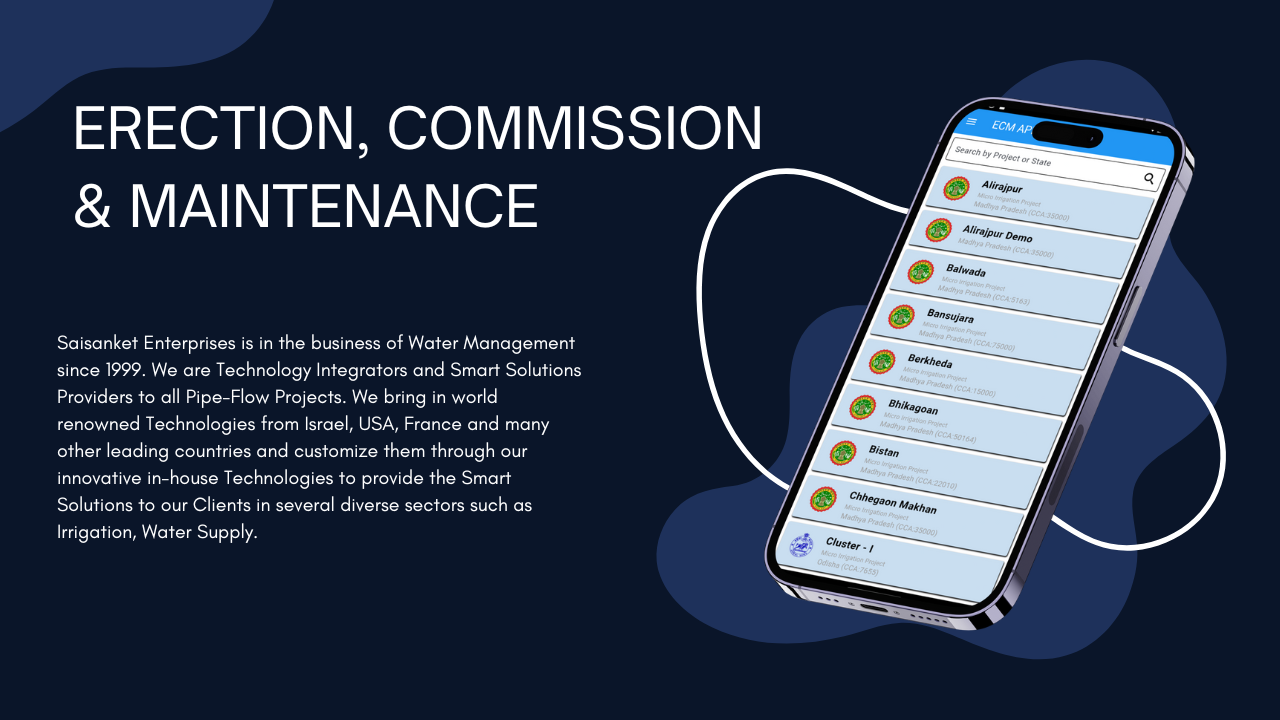 ERECTION, COMMISSION
& MAINTENANCE
Saisanket Enterprises is in the business of Water Management
since 1999. We are Technology Integrators and Smart Solutions
Providers to all Pipe-Flow Projects. We bring in world
renowned Technologies from Israel, USA, France and many
other leading countries and customize them through our
innovative in-house Technologies to provide the Smart
Solutions to our Clients in several diverse sectors such as
Irrigation, Water Supply.
ECM AP
Search by Project or State
Alirajpur
Micro Irrigation Project
Madhya Pradesh (CCA:35000)
Alirajpur Demo
Madhya Pradesh (CCA:35000)
Balwada
Micro Irrigation Project
Madhya Pradesh (CCA:5163)
Bansujara
Micro Irrigation Project
Madhya Pradesh (CCA:75000)
Berkheda
Micro Irrigation Project
Madhya Pradesh (CCA:15000)
Bhikagoan
Micro Irrigation Project
Madhya Pradesh (CCA:50164)
Bistan
Micro Irrigation Project
Madhya Pradesh (CCA:22010)
Chhegaon Makhan
Micro Irrigation Project
Madhya Pradesh (CCA:35000)
Cluster - I
Micro Irrigation Project
Odisha (CCA:7655)